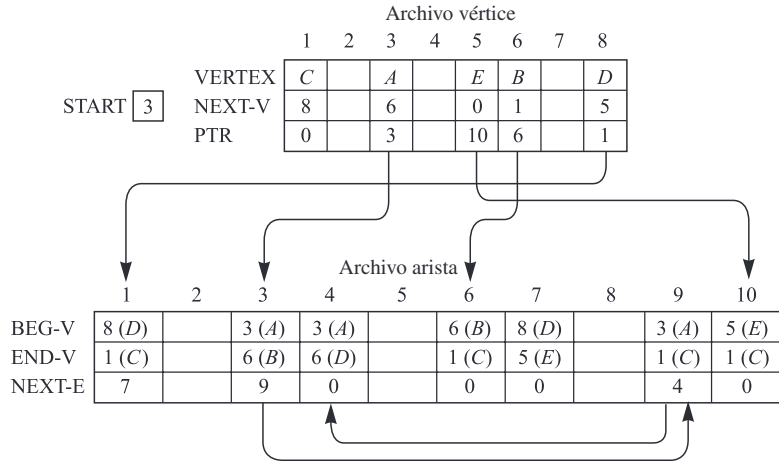 Archivo vértice
1 2 3 4 5 6 7 8
VERTEX C A E B D
START 3 NEXT-V 8 6 0 1 5
PTR 0 3 10 6 1
Archivo arista
1 2 3 4 5 6 7 8 9 10
BEG-V 8 (D) 3 (A) 3 (A) 6 (B) 8 (D) 3 (A) 5 (E)
END-V 1 (C) 6 (B) 6 (D) 1 (C) 5 (E) 1 (C) 1 (C)
NEXT-E 7 9 0 0 0 4 0